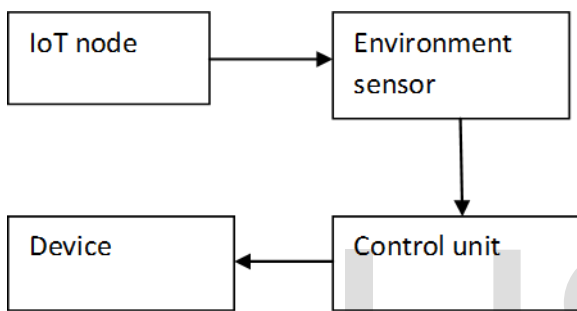 IoT node
Environment
sensor
Device
Control unit